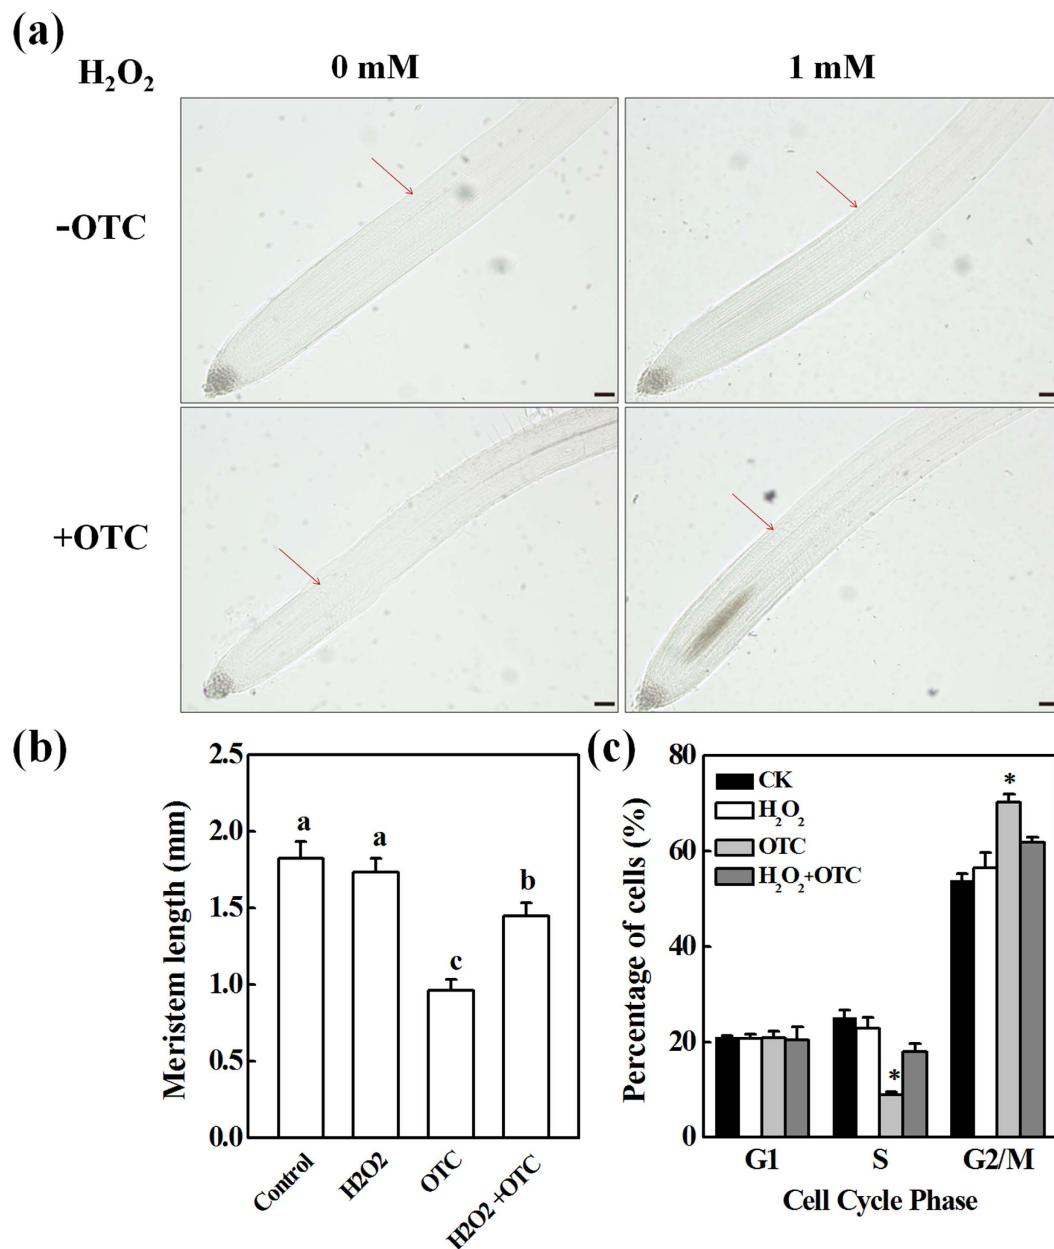 (a)
H₂O₂ 0 mM 1 mM
-OTC
+OTC
(b)
Meristem length (mm)
2.5
2.0
1.5
1.0
0.5
0.0
a
a
c
b
Control
H2O2
OTC
H2O2 +OTC
(c)
Percentage of cells (%)
80
60
40
20
0
CK
H₂O₂
OTC
H₂O₂+OTC
*
*
G1 S G2/M
Cell Cycle Phase